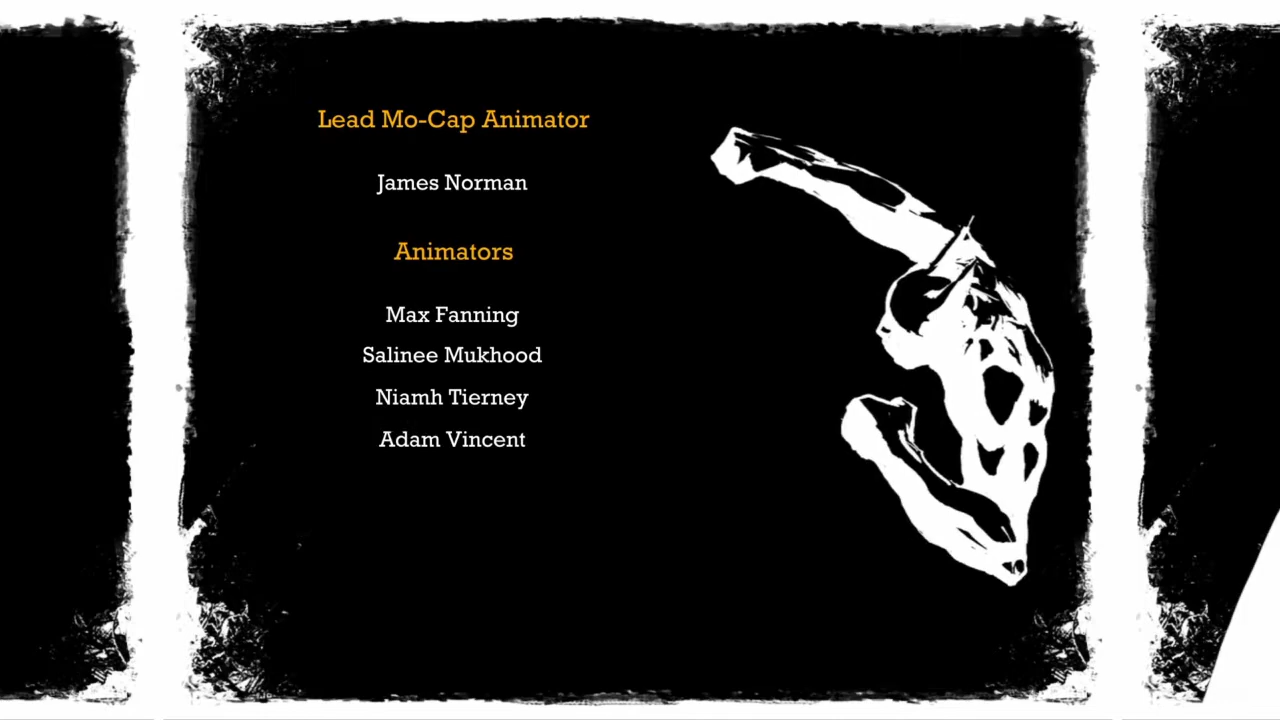 Lead Mo-Cap Animator
James Norman
Animators
Max Fanning
Salinee Mukhood
Niamh Tierney
Adam Vincent